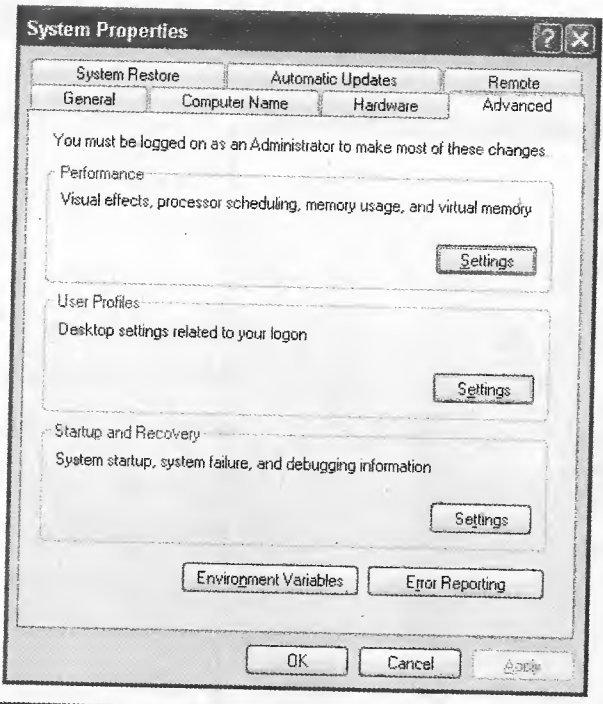 System Properties
System Restore Automatic Updates Remote
General Computer Name Hardware Advanced
You must be logged on as an Administrator to make most of these changes.
Performance
Visual effects, processor scheduling, memory usage, and virtual memory
Settings
User Profiles
Desktop settings related to your logon
Settings
Startup and Recovery
System startup, system failure, and debugging information
Settings
Environment Variables Error Reporting
OK Cancel Apply